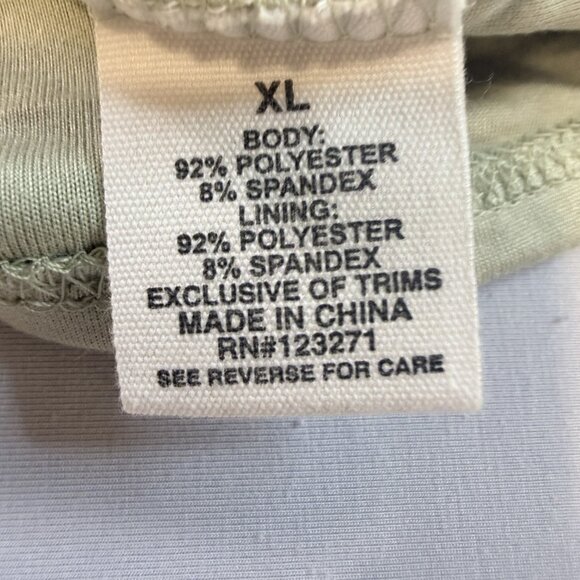 XL
BODY:
92% POLYESTER
8% SPANDEX
LINING:
92% POLYESTER
8% SPANDEX
EXCLUSIVE OF TRIMS
MADE IN CHINA
RN#123271
SEE REVERSE FOR CARE